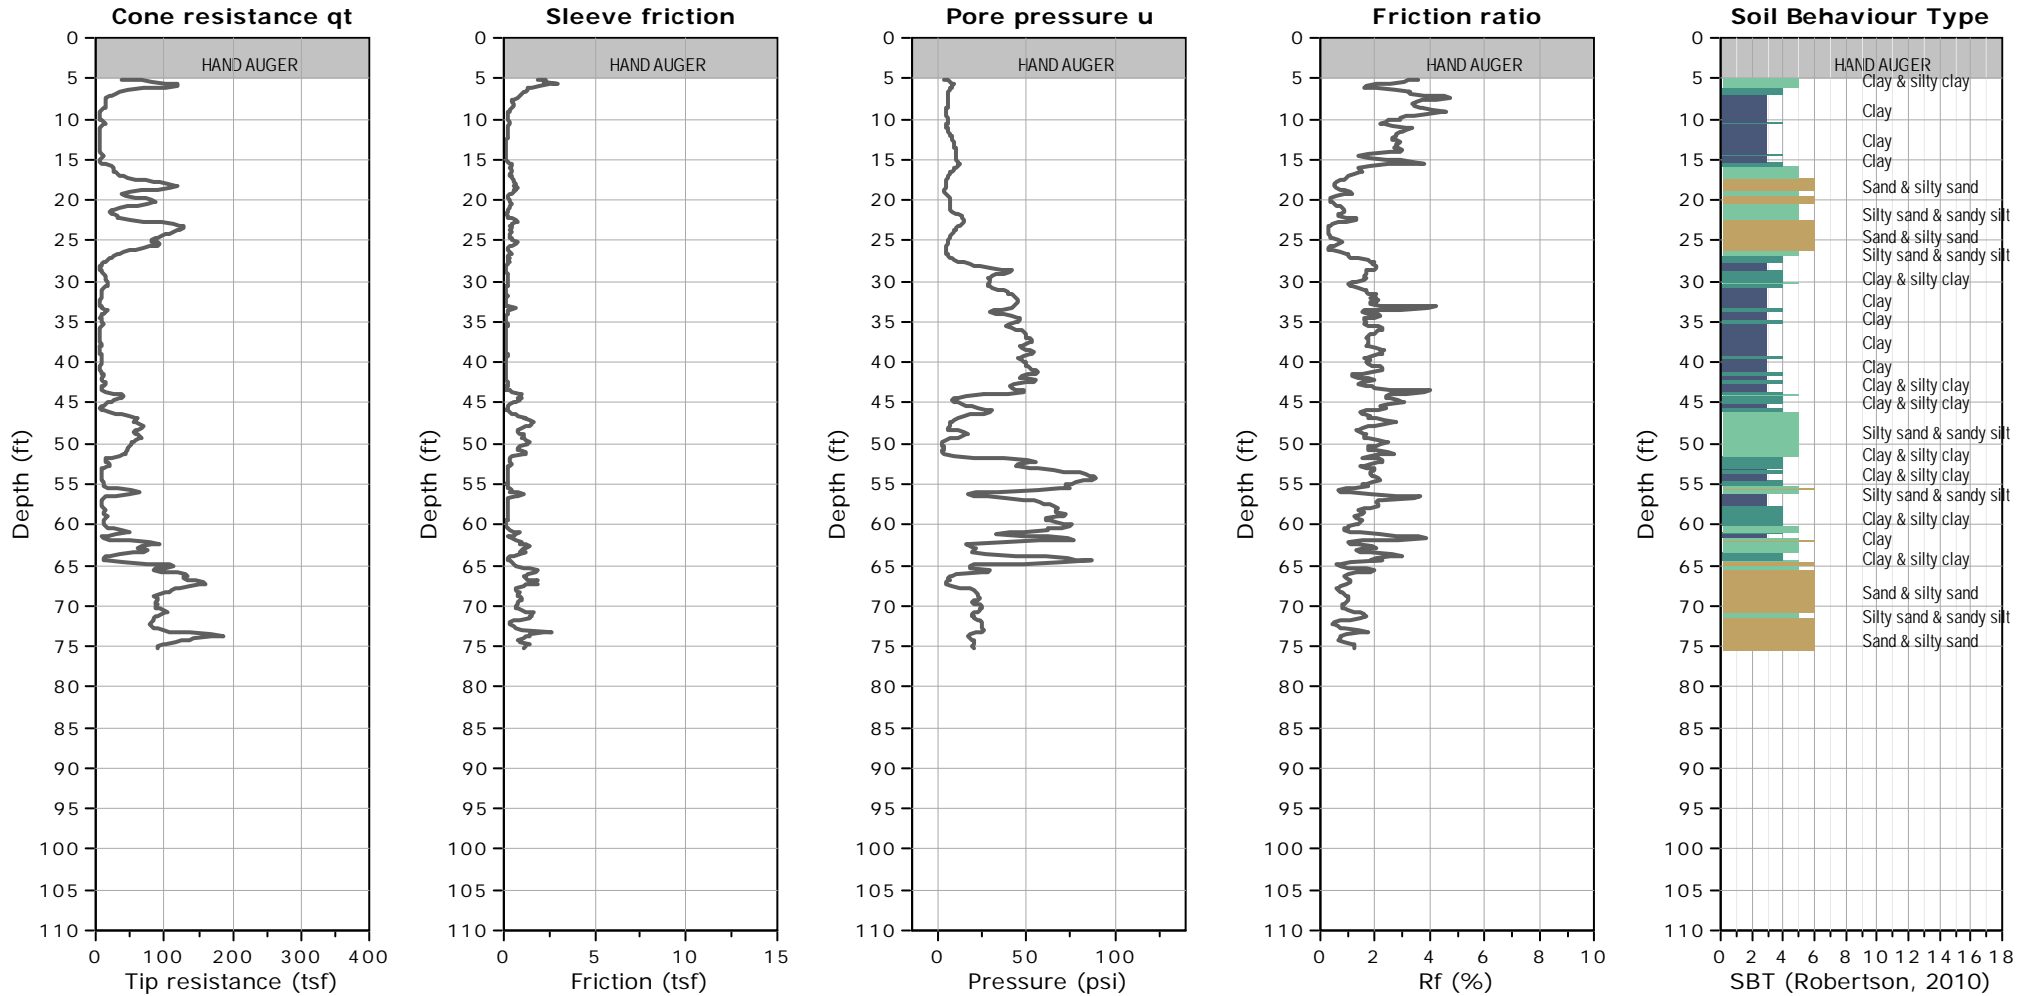 Cone resistance qt
HAND AUGER
0
5
10
15
20
25
30
35
40
45
50
55
60
65
70
75
80
85
90
95
100
105
110
Depth (ft)
0 100 200 300 400
Tip resistance (tsf)
Sleeve friction
HAND AUGER
0
5
10
15
20
25
30
35
40
45
50
55
60
65
70
75
80
85
90
95
100
105
110
Depth (ft)
0 5 10 15
Friction (tsf)
Pore pressure u
HAND AUGER
0
5
10
15
20
25
30
35
40
45
50
55
60
65
70
75
80
85
90
95
100
105
110
Depth (ft)
0 50 100
Pressure (psi)
Friction ratio
HAND AUGER
0
5
10
15
20
25
30
35
40
45
50
55
60
65
70
75
80
85
90
95
100
105
110
Depth (ft)
0 2 4 6 8 10
Rf (%)
Soil Behaviour Type
HAND AUGER
0
5
10
15
20
25
30
35
40
45
50
55
60
65
70
75
80
85
90
95
100
105
110
Depth (ft)
Clay & silty clay
Clay
Clay
Clay
Sand & silty sand
Silty sand & sandy silt
Sand & silty sand
Silty sand & sandy silt
Clay & silty clay
Clay
Clay
Clay
Clay
Clay & silty clay
Clay & silty clay
Silty sand & sandy silt
Clay & silty clay
Clay & silty clay
Silty sand & sandy silt
Clay & silty clay
Clay
Clay & silty clay
Sand & silty sand
Silty sand & sandy silt
Sand & silty sand
0 2 4 6 8 10 12 14 16 18
SBT (Robertson, 2010)